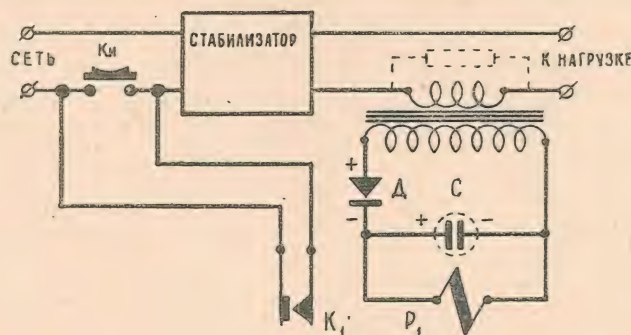 СТАБИЛИЗАТОР
Кн
СЕТЬ
К НАГРУЗКЕ
+
Д
С
-
+
-
К₁
Р₁